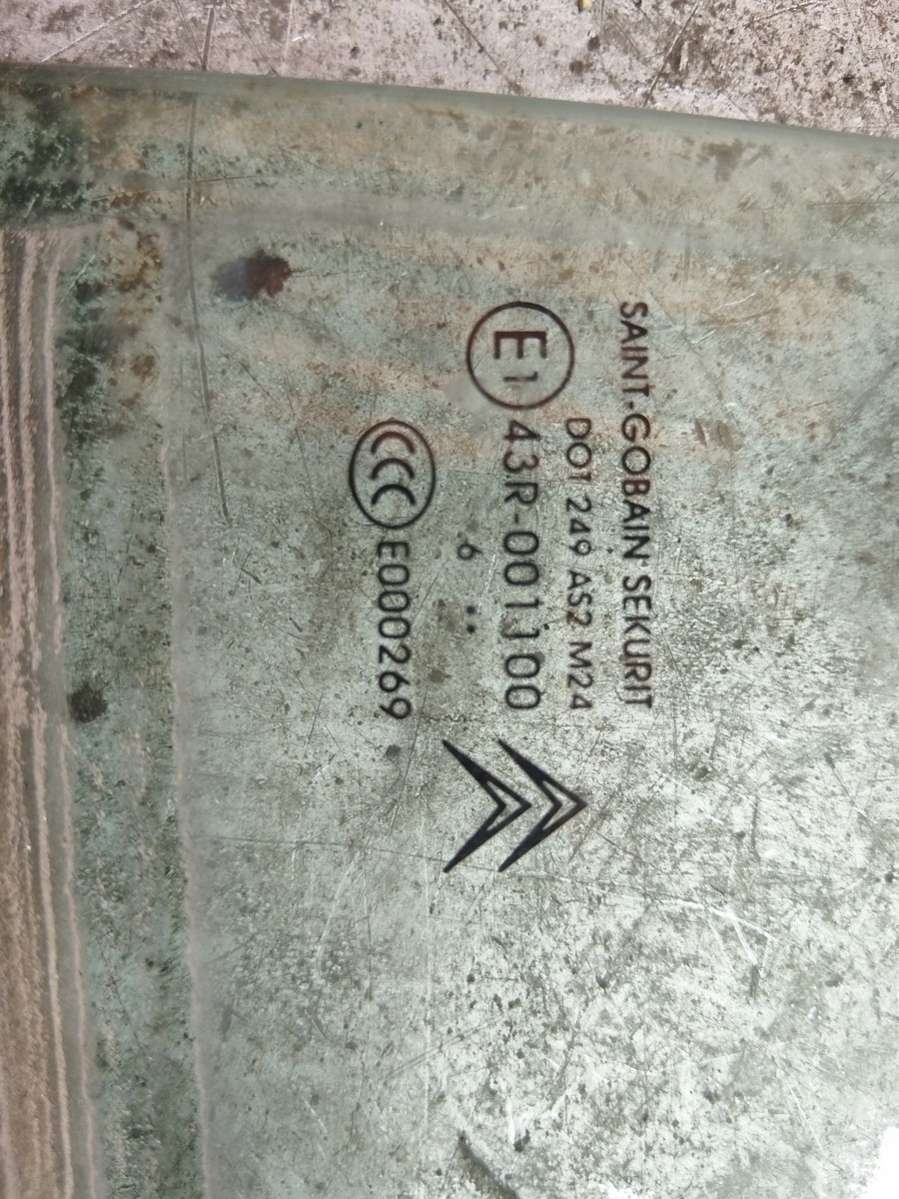 SAINT-GOBAIN SEKURIT
DOT 249 AS2 M24
E1 43R-001100
. 6 ..
CCC E000269